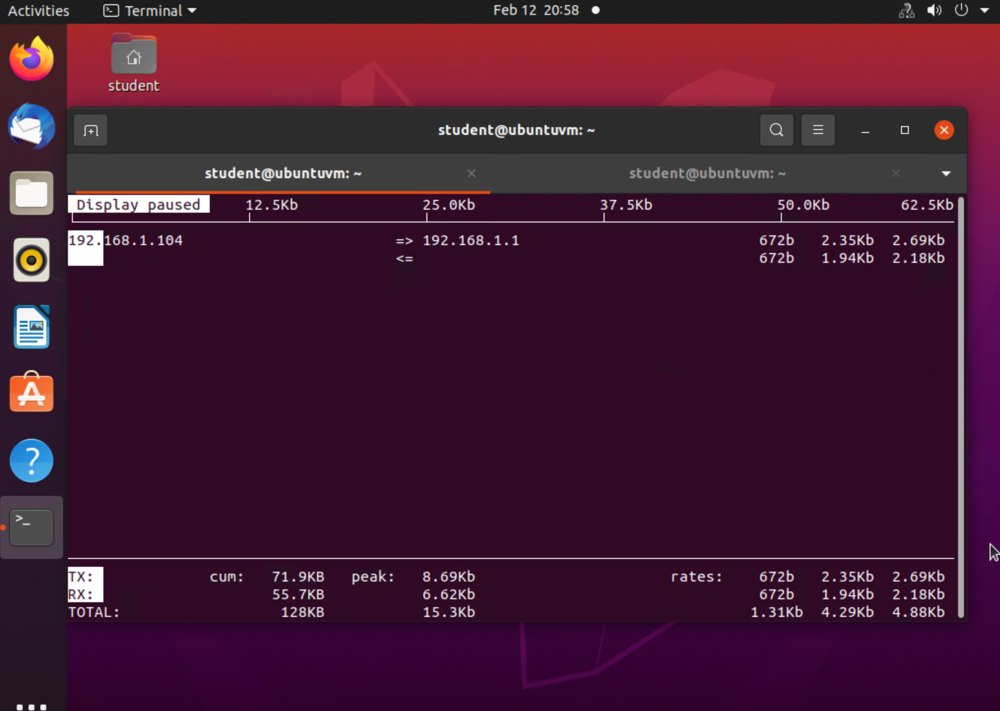 Activities Terminal Feb 12 20:58
student
student@ubuntuvm: ~
student@ubuntuvm: ~ student@ubuntuvm: ~
Display paused 12.5Kb 25.0Kb 37.5Kb 50.0Kb 62.5Kb
192.168.1.104 => 192.168.1.1 672b 2.35Kb 2.69Kb
<= 672b 1.94Kb 2.18Kb
TX: cum: 71.9KB peak: 8.69Kb rates: 672b 2.35Kb 2.69Kb
RX: 55.7KB 6.62Kb 672b 1.94Kb 2.18Kb
TOTAL: 128KB 15.3Kb 1.31Kb 4.29Kb 4.88Kb